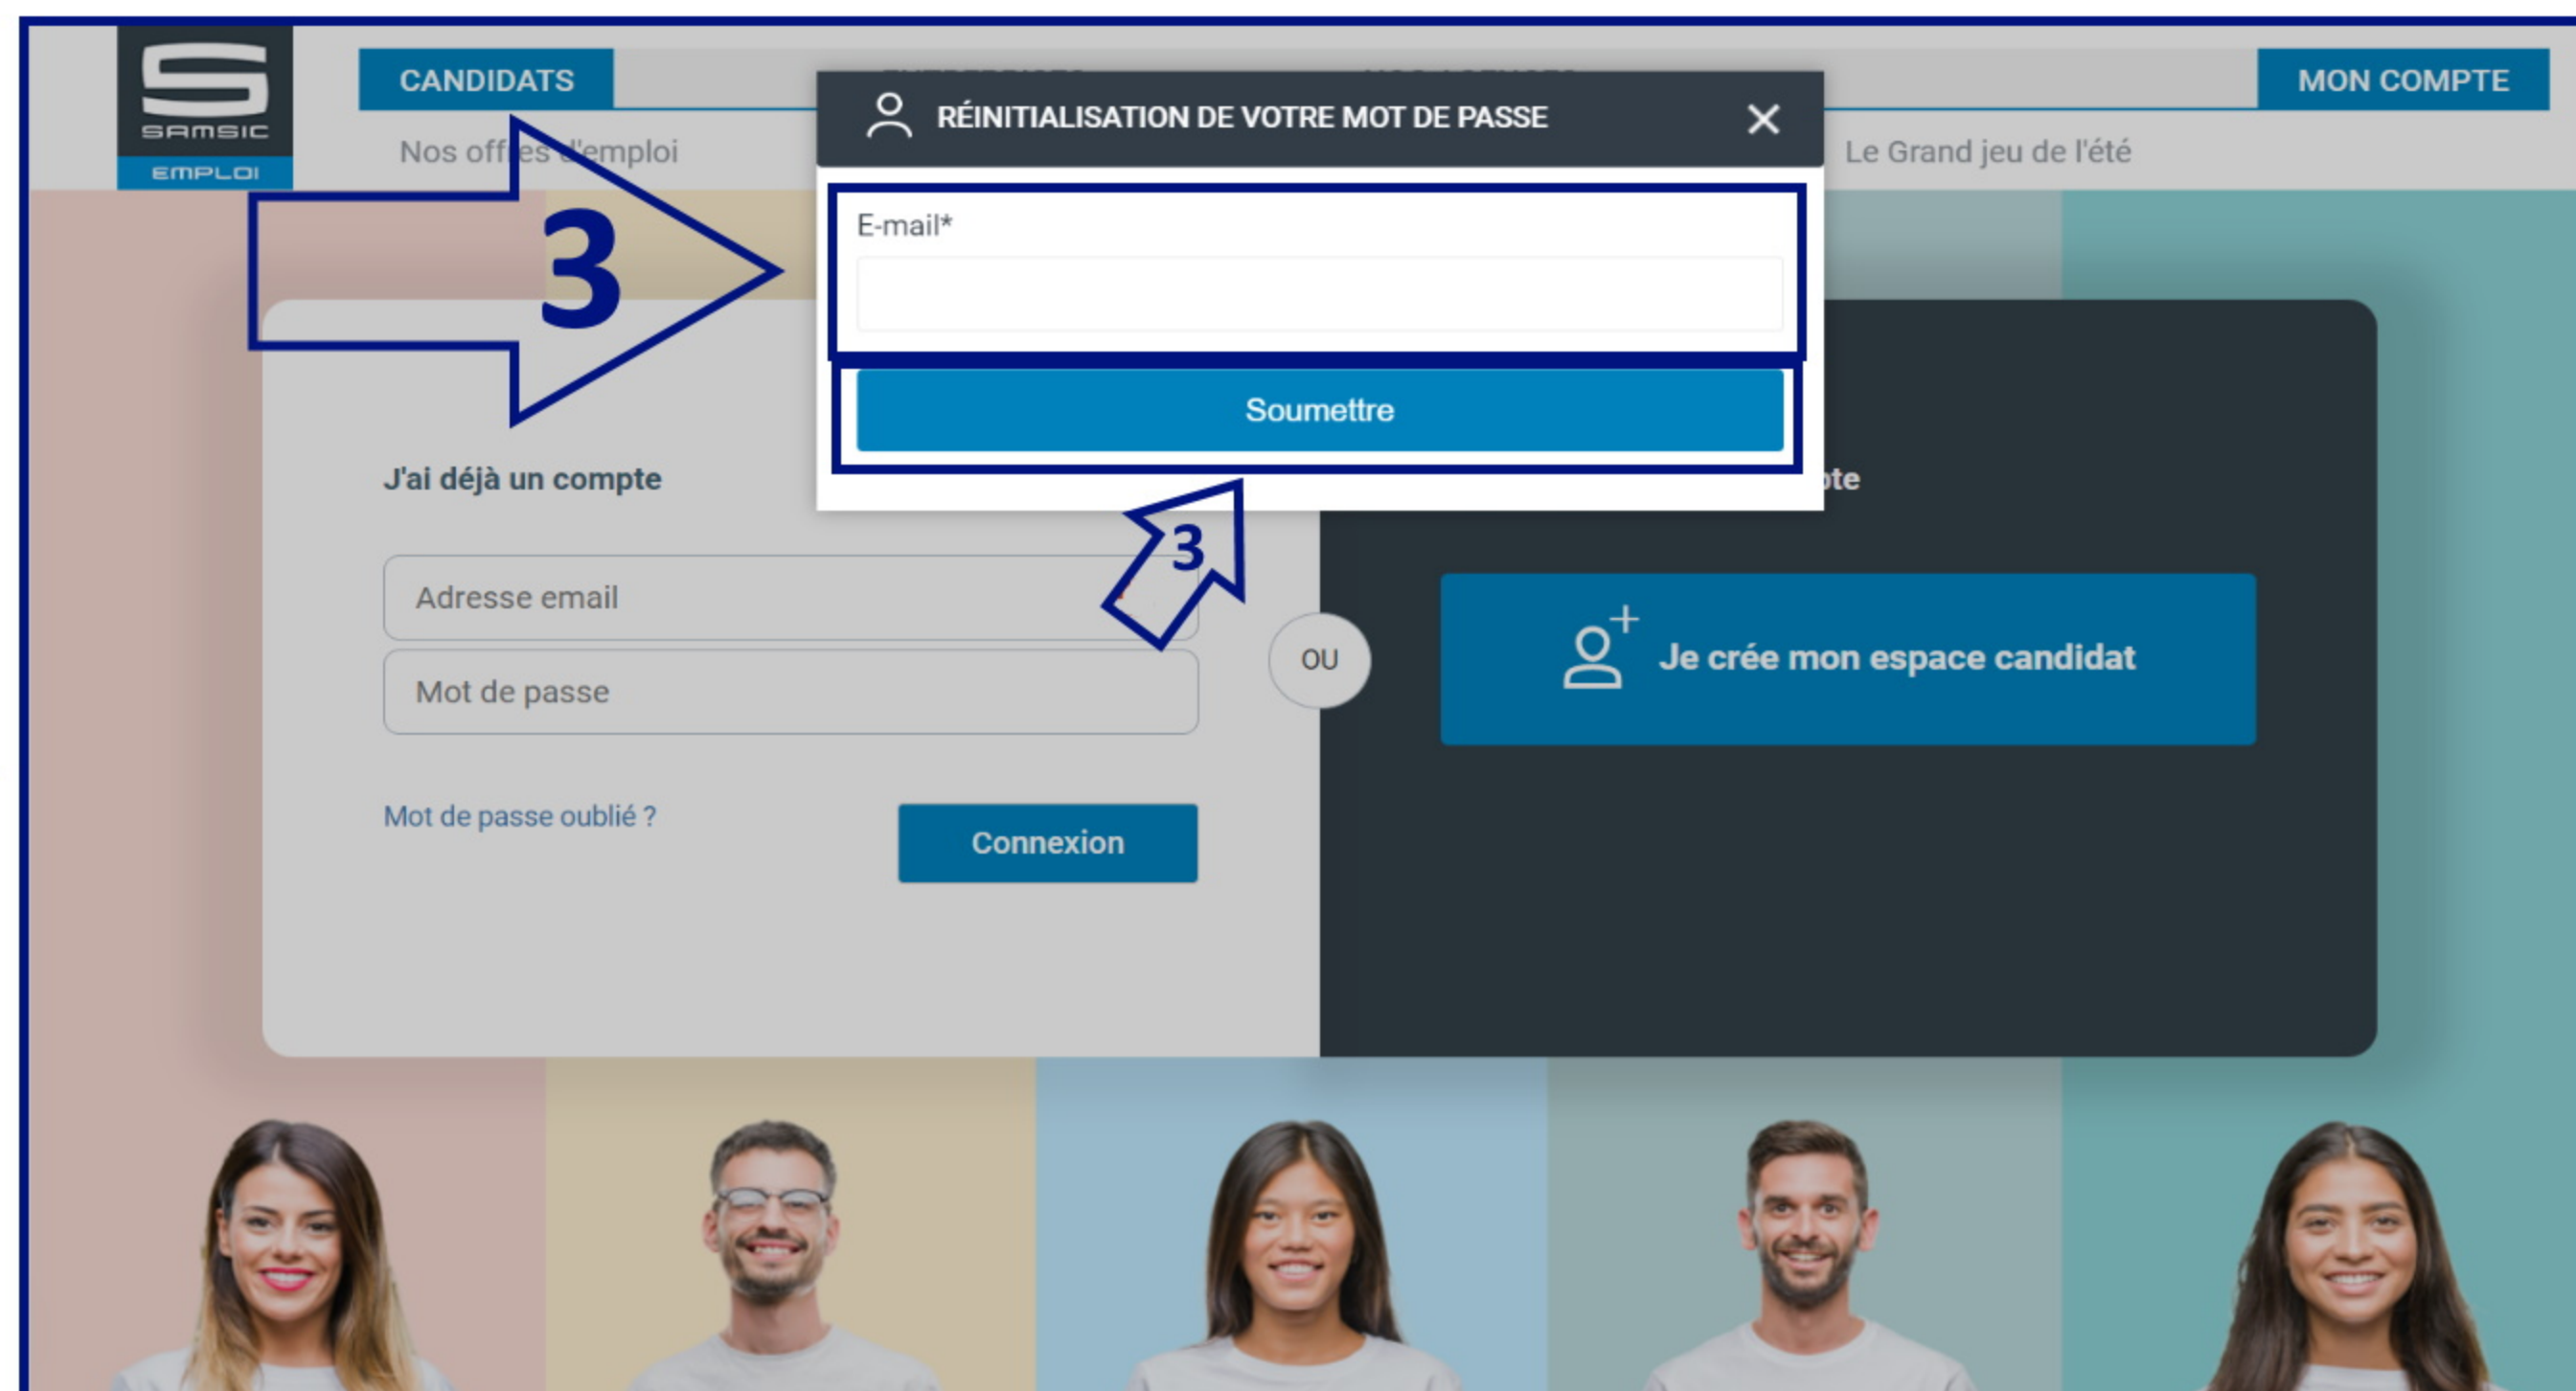 SAMSIC
EMPLOI
CANDIDATS
MON COMPTE
Nos offres d'emploi
Le Grand jeu de l'été
RÉINITIALISATION DE VOTRE MOT DE PASSE
3
E-mail*
Soumettre
3
J'ai déjà un compte
Adresse email
Mot de passe
Mot de passe oublié ?
Connexion
OU
Je crée mon espace candidat